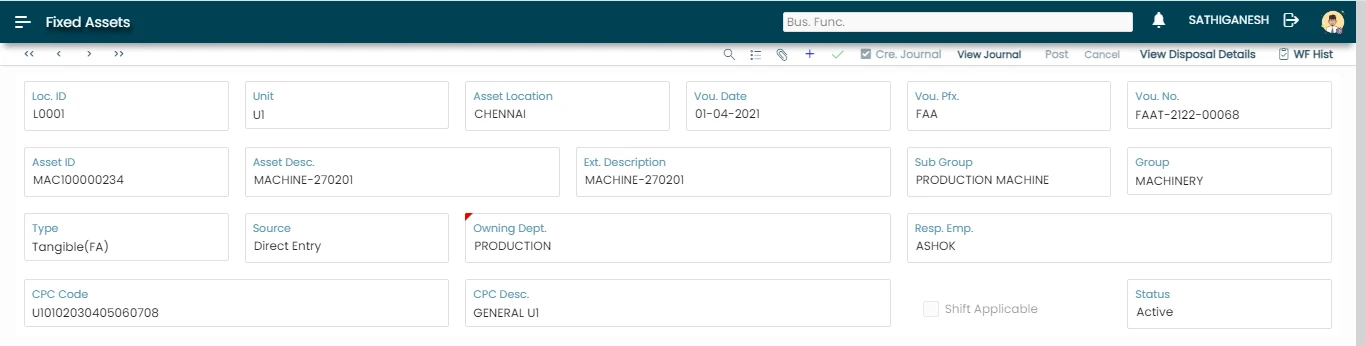 Fixed Assets
Bus. Func.
SATHIGANESH
<< < > >>
Cre. Journal View Journal Post Cancel View Disposal Details WF Hist
Loc. ID Unit Asset Location Vou. Date Vou. Pfx. Vou. No.
L0001 U1 CHENNAI 01-04-2021 FAA FAAT-2122-00068
Asset ID Asset Desc. Ext. Description Sub Group Group
MAC100000234 MACHINE-270201 MACHINE-270201 PRODUCTION MACHINE MACHINERY
Type Source Owning Dept. Resp. Emp.
Tangible(FA) Direct Entry PRODUCTION ASHOK
CPC Code CPC Desc. Status
U10102030405060708 GENERAL U1 Shift Applicable Active